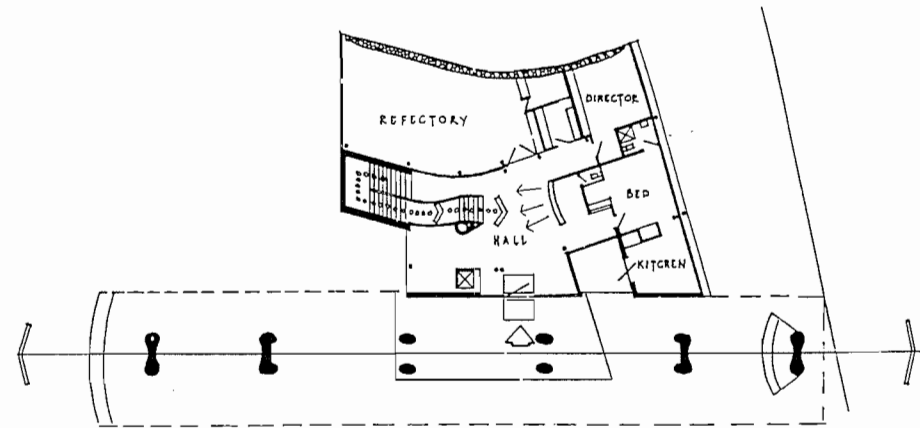 REFECTORY
DIRECTOR
BED
HALL
KITCHEN